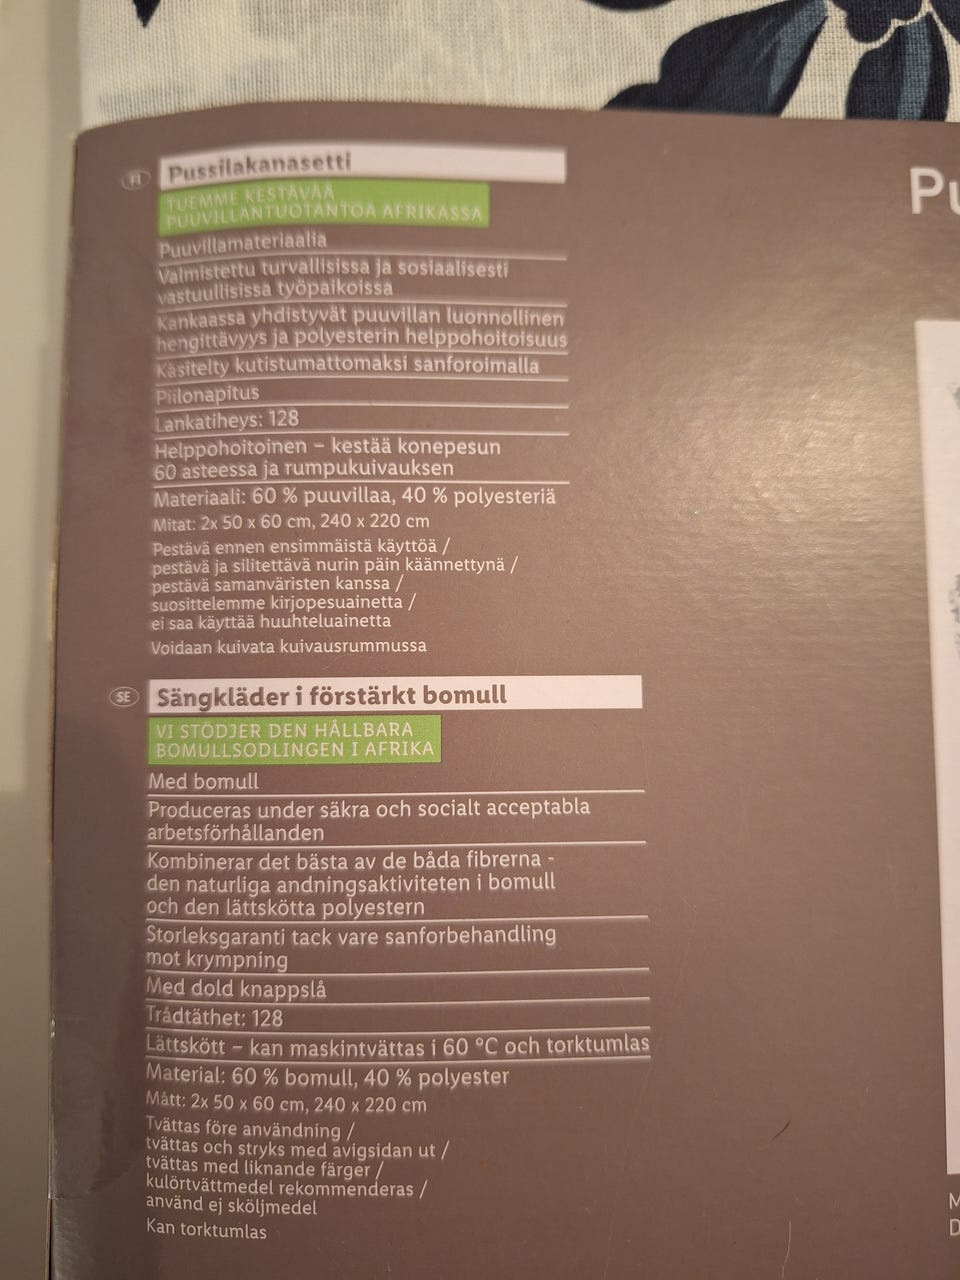 FI
Pussilakanasetti
TUEMME KESTÄVÄÄ
PUUVILLANTUOTANTOA AFRIKASSA
Puuvillamateriaalia
Valmistettu turvallisissa ja sosiaalisesti
vastuullisissa työpaikoissa
Kankaassa yhdistyvät puuvillan luonnollinen
hengittävyys ja polyesterin helppohoitoisuus
Käsitelty kutistumattomaksi sanforoimalla
Piilonapitus
Lankatiheys: 128
Helppohoitoinen – kestää konepesun
60 asteessa ja rumpukuivauksen
Materiaali: 60 % puuvillaa, 40 % polyesteriä
Mitat: 2x 50 x 60 cm, 240 x 220 cm
Pestävä ennen ensimmäistä käyttöä /
pestävä ja silitettävä nurin päin käännettynä /
pestävä samanväristen kanssa /
suosittelemme kirjopesuainetta /
ei saa käyttää huuhteluainetta
Voidaan kuivata kuivausrummussa
SE
Sängkläder i förstärkt bomull
VI STÖDJER DEN HÅLLBARA
BOMULLSODLINGEN I AFRIKA
Med bomull
Produceras under säkra och socialt acceptabla
arbetsförhållanden
Kombinerar det bästa av de båda fibrerna -
den naturliga andningsaktiviteten i bomull
och den lättskötta polyestern
Storleksgaranti tack vare sanforbehandling
mot krympning
Med dold knappslå
Trådtäthet: 128
Lättskött – kan maskintvättas i 60 °C och torktumlas
Material: 60 % bomull, 40 % polyester
Mått: 2x 50 x 60 cm, 240 x 220 cm
Tvättas före användning /
tvättas och stryks med avigsidan ut /
tvättas med liknande färger /
kulörtvättmedel rekommenderas /
använd ej sköljmedel
Kan torktumlas